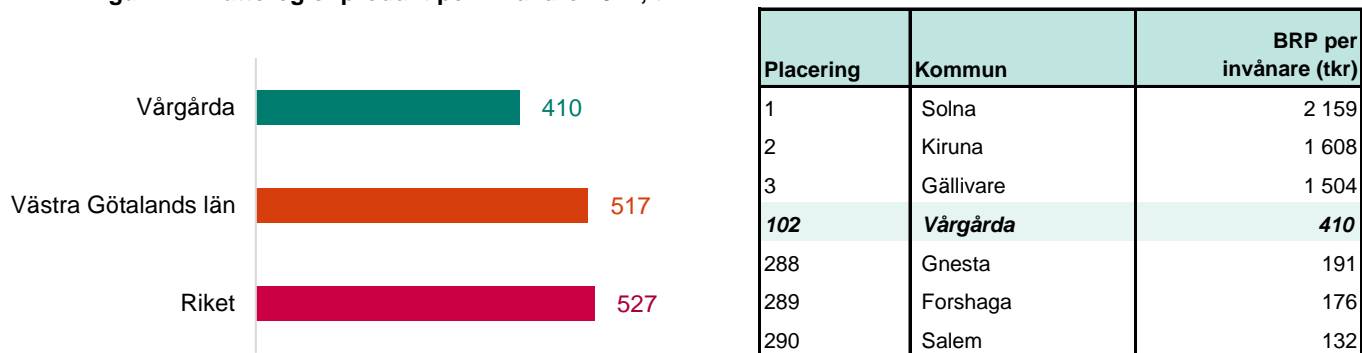 Vårgårda 410
Västra Götalands län 517
Riket 527
Placering Kommun BRP per invånare (tkr)
1 Solna 2 159
2 Kiruna 1 608
3 Gällivare 1 504
102 Vårgårda 410
288 Gnesta 191
289 Forshaga 176
290 Salem 132